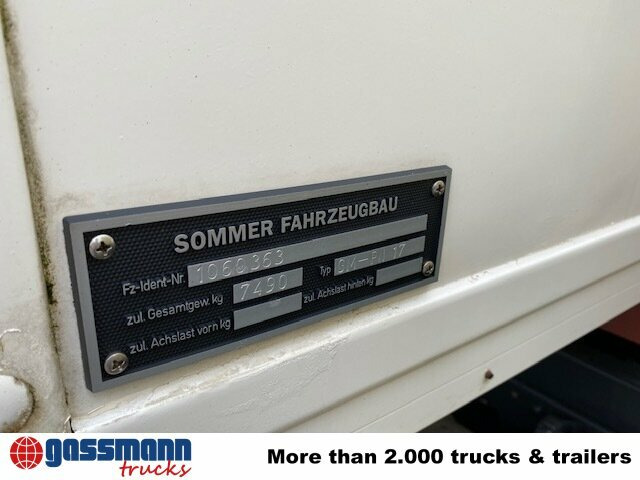 SOMMER FAHRZEUGBAU
Fz-Ident-Nr. 1060363
zul. Gesamtgew. kg 7490 Typ
zul. Achslast vorn kg zul. Achslast hinten kg
gassmann
trucks
More than 2.000 trucks & trailers